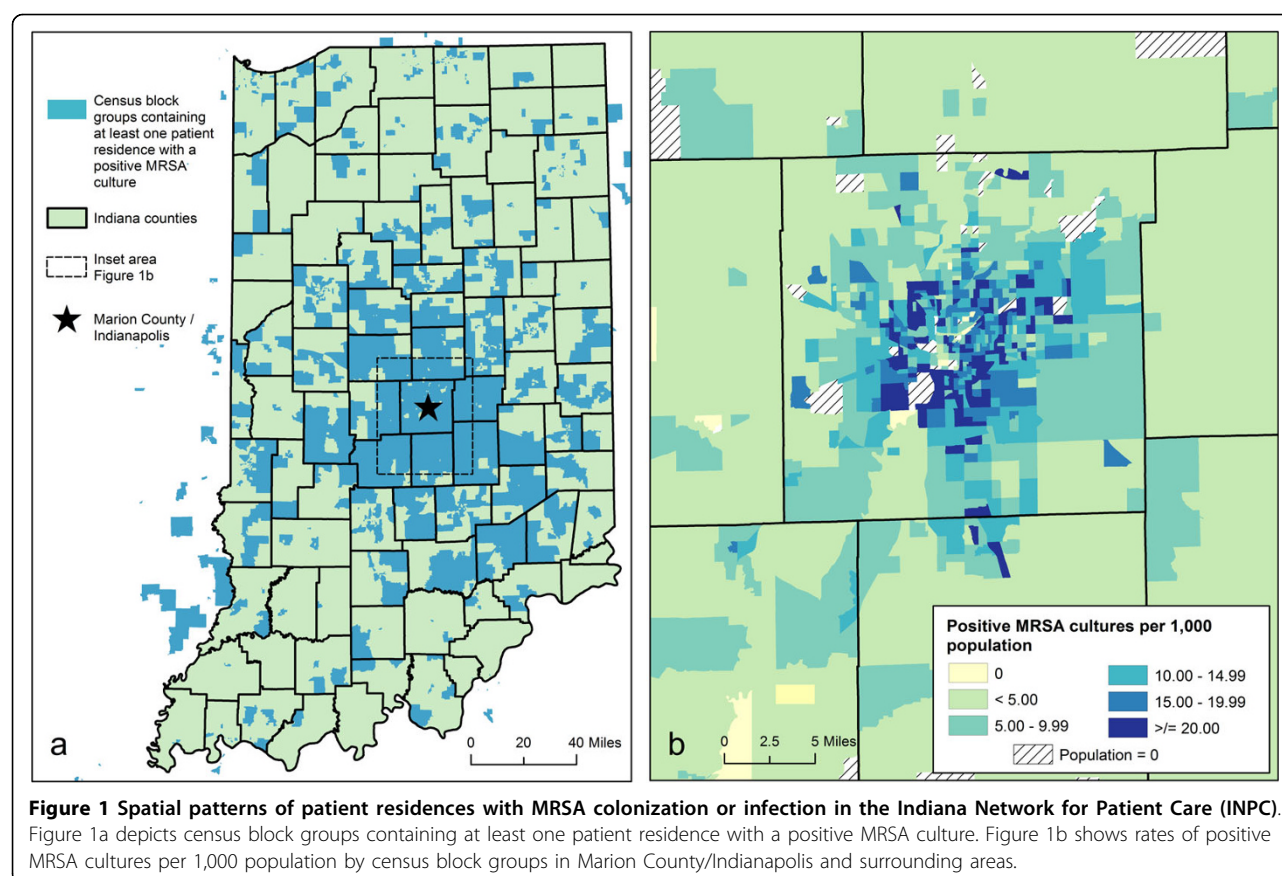 Census block
groups containing
at least one patient
residence with a
positive MRSA
culture
Indiana counties
Inset area
Figure 1b
Marion County /
Indianapolis
a
0 20 40 Miles
b
0 2.5 5 Miles
Positive MRSA cultures per 1,000
population
0
< 5.00
5.00 - 9.99
10.00 - 14.99
15.00 - 19.99
>/= 20.00
Population = 0
Figure 1 Spatial patterns of patient residences with MRSA colonization or infection in the Indiana Network for Patient Care (INPC).
Figure 1a depicts census block groups containing at least one patient residence with a positive MRSA culture. Figure 1b shows rates of positive
MRSA cultures per 1,000 population by census block groups in Marion County/Indianapolis and surrounding areas.